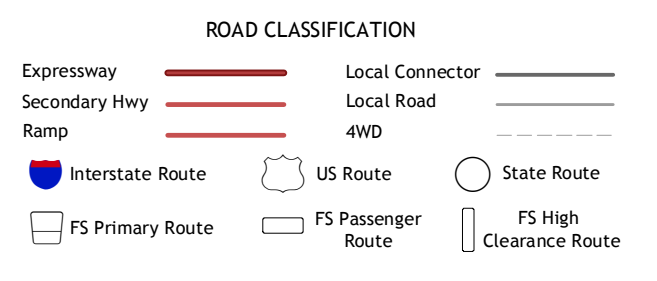 ROAD CLASSIFICATION
Expressway
Local Connector
Secondary Hwy
Local Road
Ramp
4WD
Interstate Route
US Route
State Route
FS Primary Route
FS Passenger
Route
FS High
Clearance Route